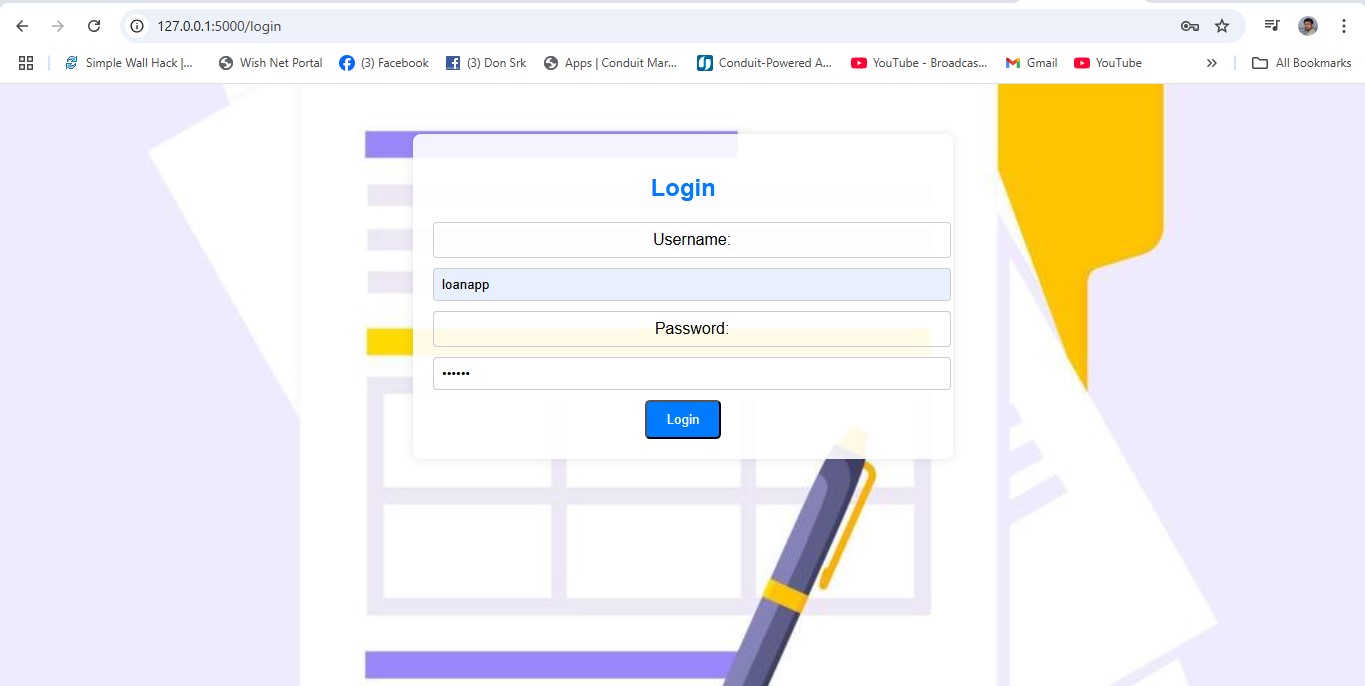 127.0.0.1:5000/login
Simple Wall Hack |... Wish Net Portal (3) Facebook (3) Don Srk Apps | Conduit Mar... Conduit-Powered A... YouTube - Broadcas... Gmail YouTube » All Bookmarks
Login
Username:
loanapp
Password:
••••••
Login